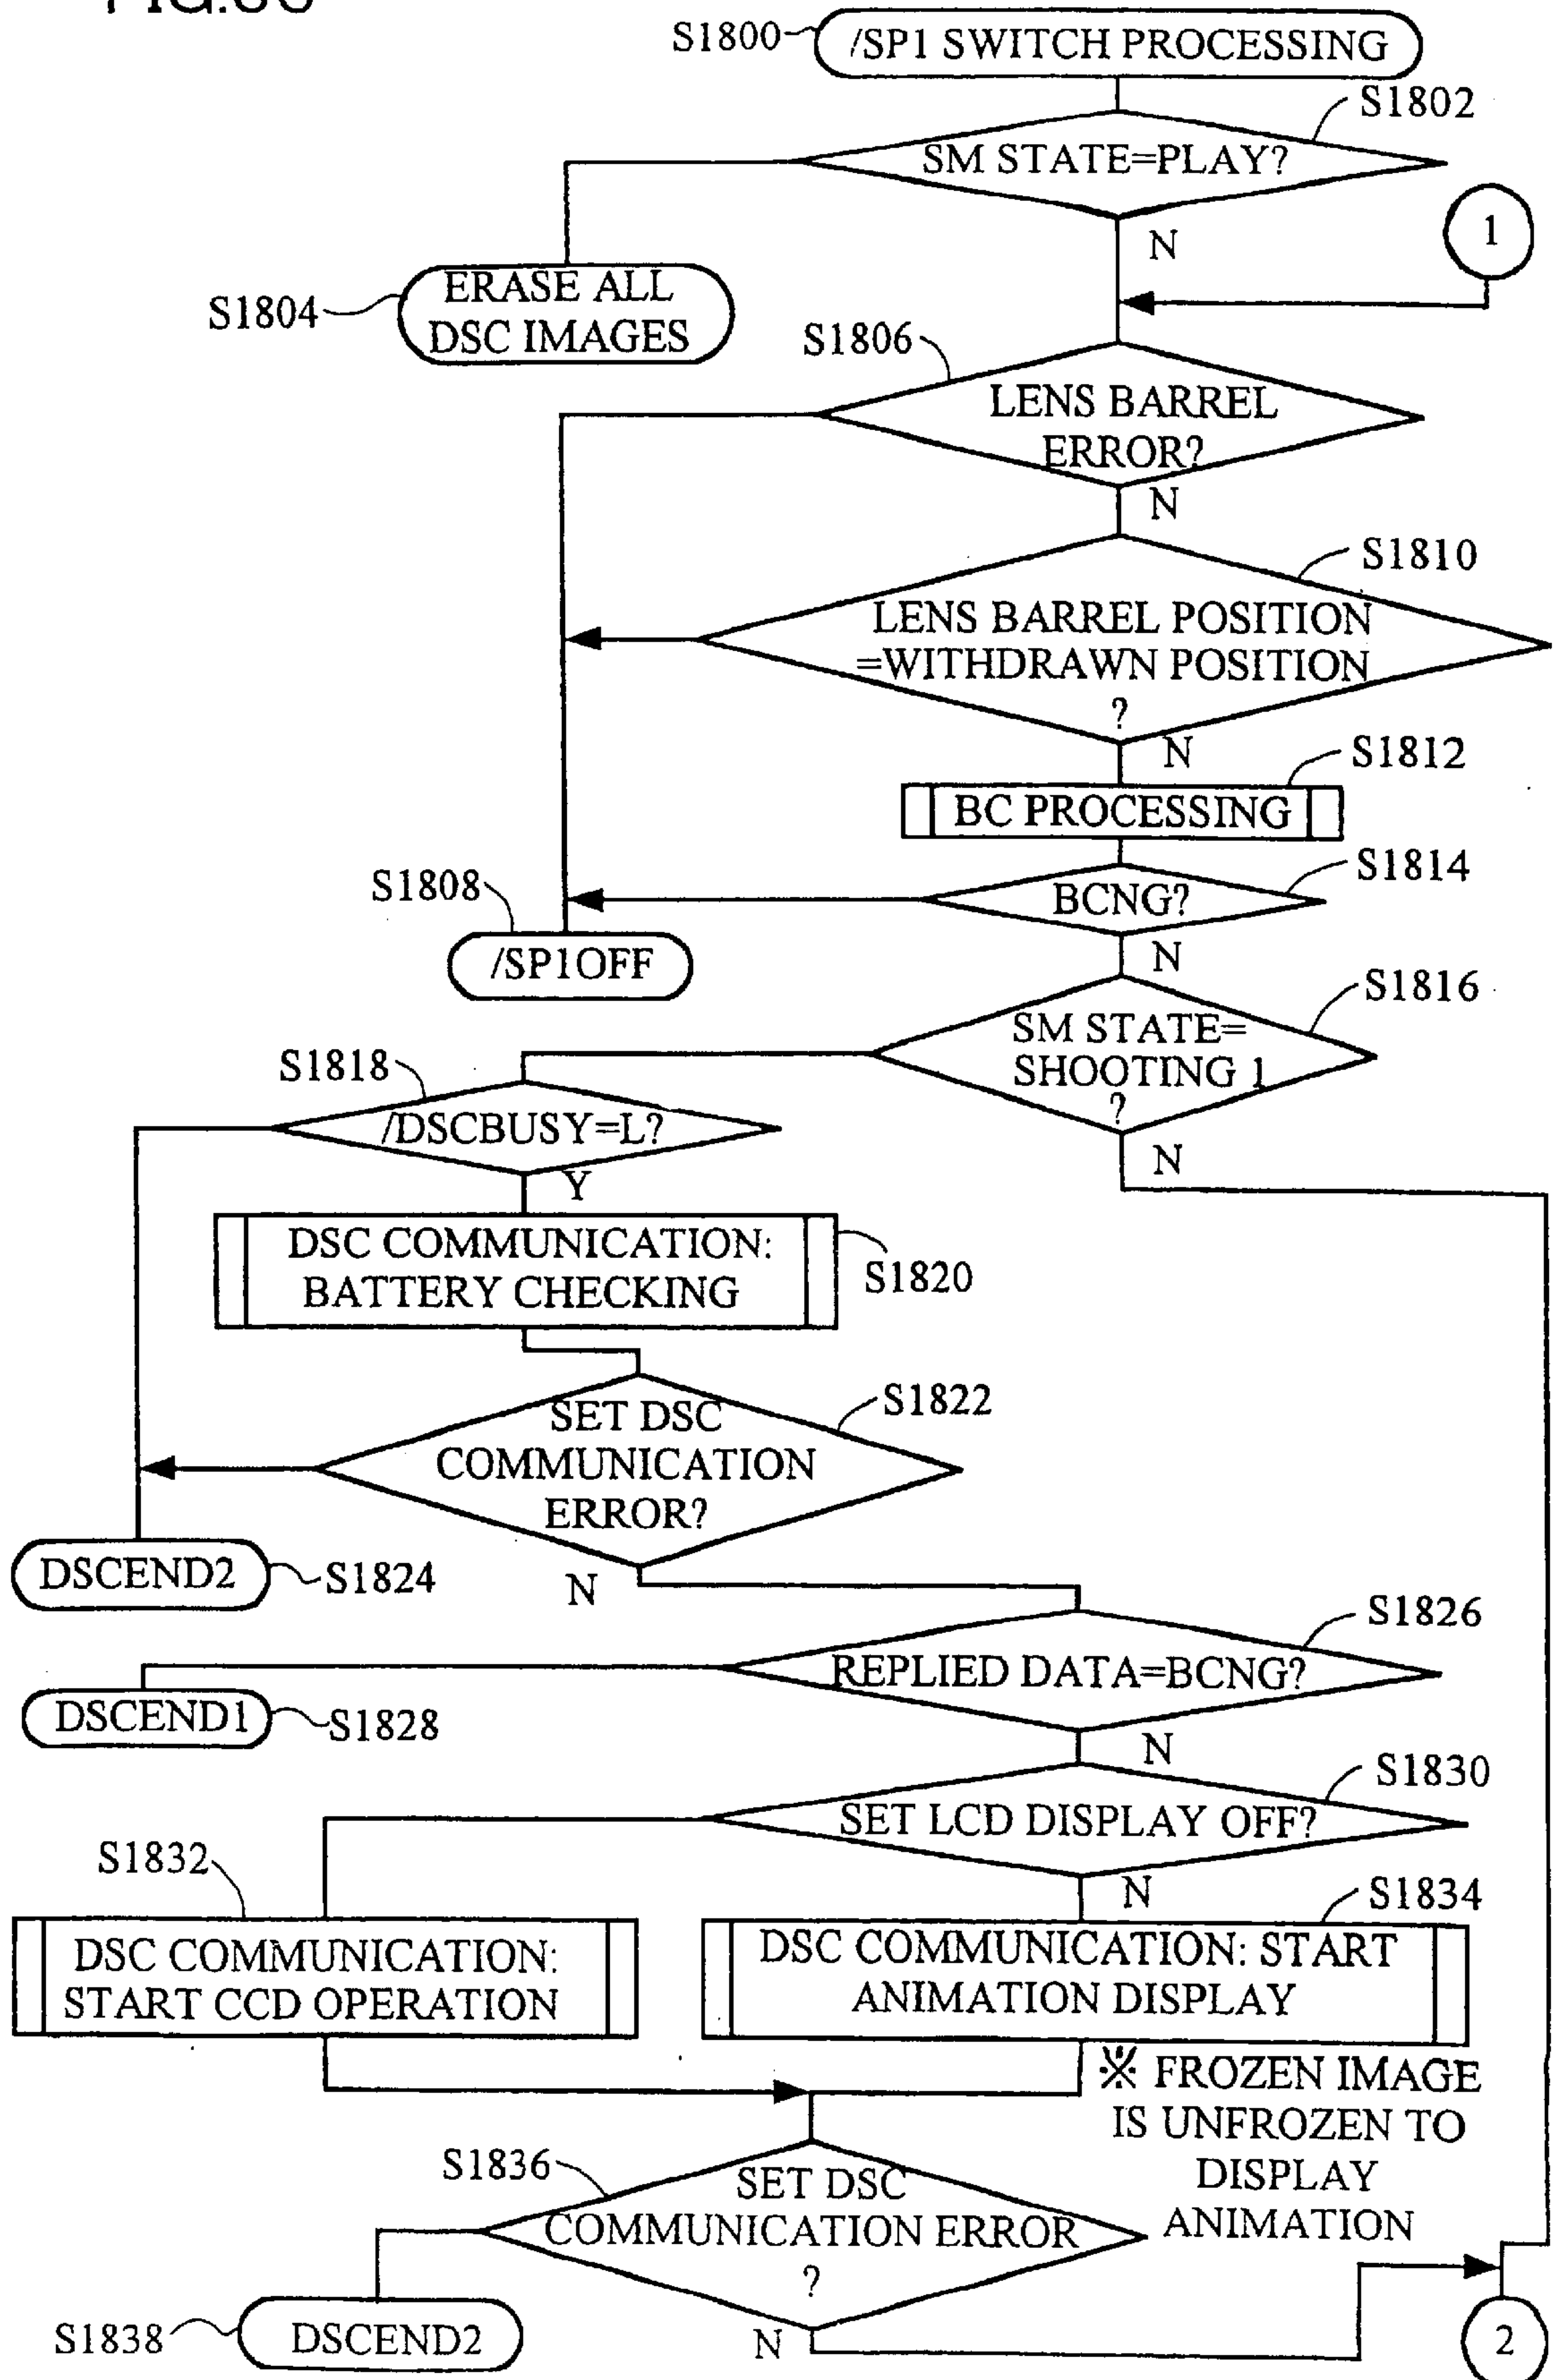 S1800
/SP1 SWITCH PROCESSING
S1802
SM STATE=PLAY?
N
1
S1804
ERASE ALL
DSC IMAGES
S1806
LENS BARREL
ERROR?
N
S1810
LENS BARREL POSITION
=WITHDRAWN POSITION
?
N
S1812
BC PROCESSING
S1814
BCNG?
N
S1808
/SP1OFF
S1816
SM STATE=
SHOOTING 1
?
N
S1818
/DSCBUSY=L?
Y
DSC COMMUNICATION:
BATTERY CHECKING
S1820
S1822
SET DSC
COMMUNICATION
ERROR?
N
DSCEND2
S1824
S1826
REPLIED DATA=BCNG?
N
DSCEND1
S1828
S1830
SET LCD DISPLAY OFF?
N
S1832
DSC COMMUNICATION:
START CCD OPERATION
S1834
DSC COMMUNICATION: START
ANIMATION DISPLAY
※ FROZEN IMAGE
IS UNFROZEN TO
DISPLAY
ANIMATION
S1836
SET DSC
COMMUNICATION ERROR
?
N
S1838
DSCEND2
2